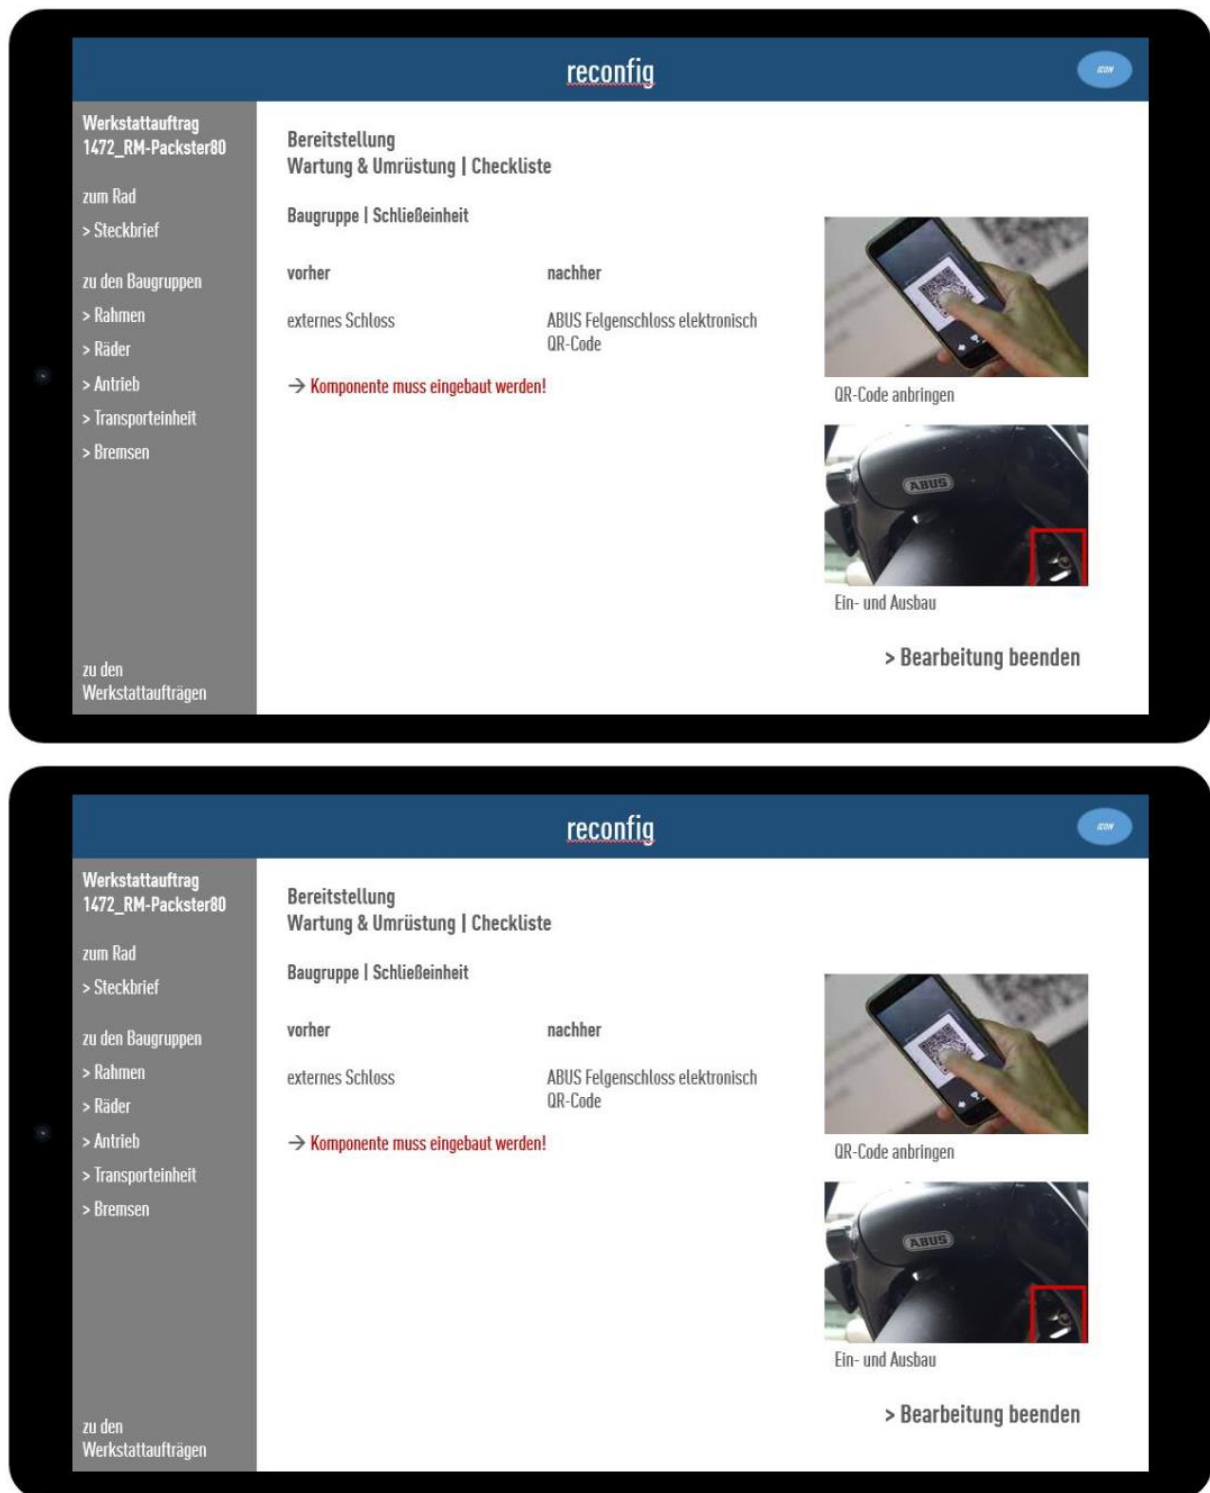 reconfig
ICON
Werkstattauftrag
1472_RM-Packster80
zum Rad
> Steckbrief
zu den Baugruppen
> Rahmen
> Räder
> Antrieb
> Transporteinheit
> Bremsen
zu den
Werkstattaufträgen
Bereitstellung
Wartung & Umrüstung | Checkliste
Baugruppe | Schließeinheit
vorher
nachher
externes Schloss
ABUS Felgenschloss elektronisch
QR-Code
→ Komponente muss eingebaut werden!
QR-Code anbringen
ABUS
Ein- und Ausbau
> Bearbeitung beenden
reconfig
ICON
Werkstattauftrag
1472_RM-Packster80
zum Rad
> Steckbrief
zu den Baugruppen
> Rahmen
> Räder
> Antrieb
> Transporteinheit
> Bremsen
zu den
Werkstattaufträgen
Bereitstellung
Wartung & Umrüstung | Checkliste
Baugruppe | Schließeinheit
vorher
nachher
externes Schloss
ABUS Felgenschloss elektronisch
QR-Code
→ Komponente muss eingebaut werden!
QR-Code anbringen
ABUS
Ein- und Ausbau
> Bearbeitung beenden